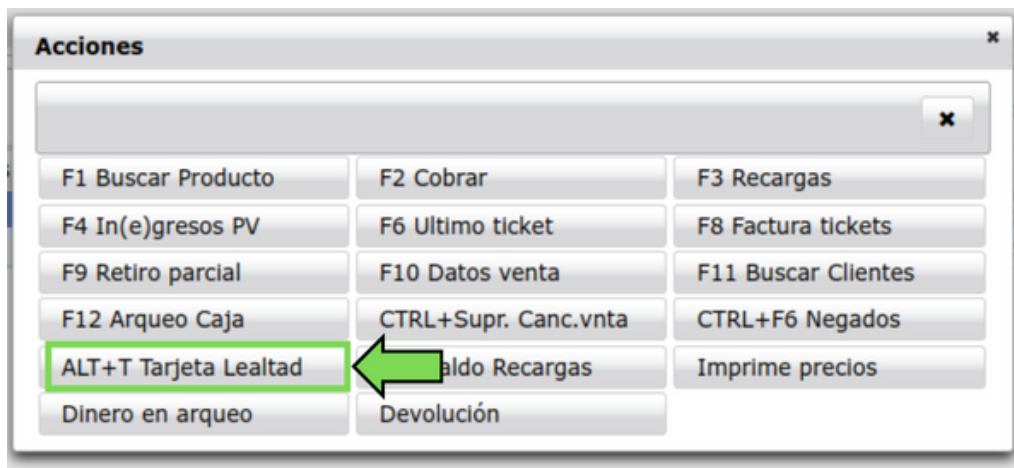 Acciones
F1 Buscar Producto F2 Cobrar F3 Recargas
F4 In(e)gresos PV F6 Ultimo ticket F8 Factura tickets
F9 Retiro parcial F10 Datos venta F11 Buscar Clientes
F12 Arqueo Caja CTRL+Supr. Canc.vnta CTRL+F6 Negados
ALT+T Tarjeta Lealtad Recargas Imprime precios
Dinero en arqueo Devolución